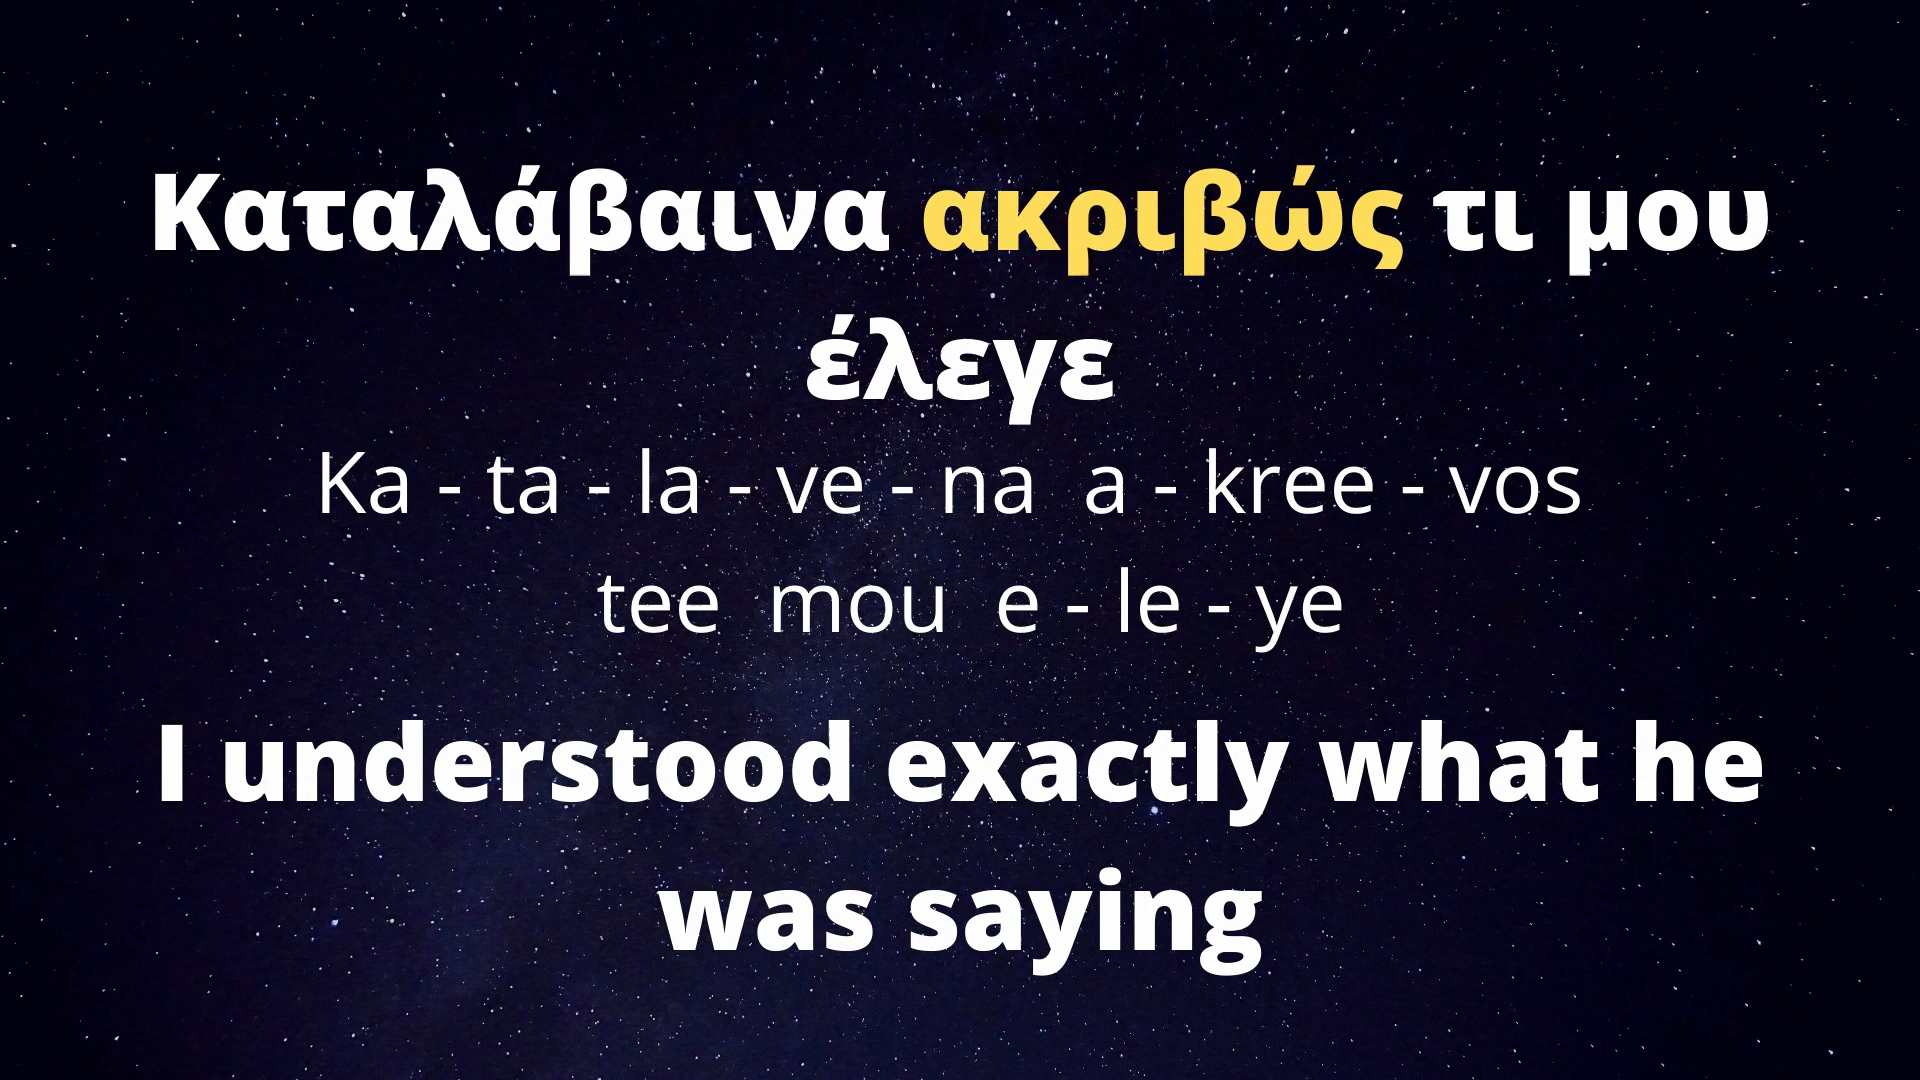 Καταλάβαινα ακριβώς τι μου
έλεγε
Ka - ta - la - ve - na  a - kree - vos
tee  mou  e - le - ye
I understood exactly what he
was saying